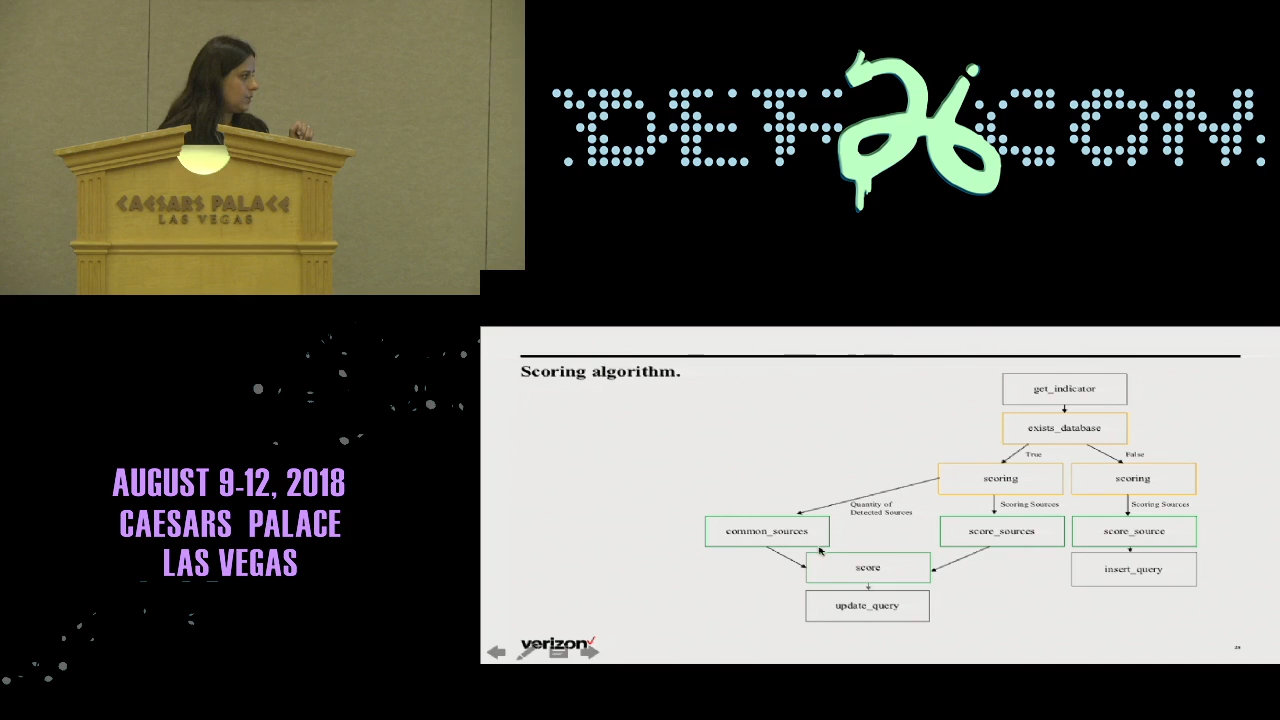 DEF CON
26
CAESARS PALACE
LAS VEGAS
AUGUST 9-12, 2018
CAESARS PALACE
LAS VEGAS
Scoring algorithm.
get_indicator
exists_database
True
False
scoring
scoring
Quantity of
Detected Sources
Scoring Sources
Scoring Sources
common_sources
score_sources
score_source
score
insert_query
update_query
verizon